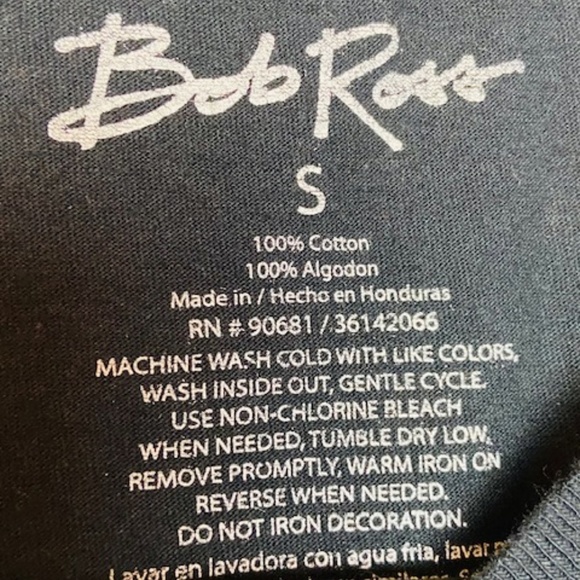 Bob Ross
S
100% Cotton
100% Algodon
Made in / Hecho en Honduras
RN # 90681 / 36142066
MACHINE WASH COLD WITH LIKE COLORS,
WASH INSIDE OUT, GENTLE CYCLE.
USE NON-CHLORINE BLEACH
WHEN NEEDED, TUMBLE DRY LOW,
REMOVE PROMPTLY, WARM IRON ON
REVERSE WHEN NEEDED.
DO NOT IRON DECORATION.
Lavar en lavadora con agua fria, lavar